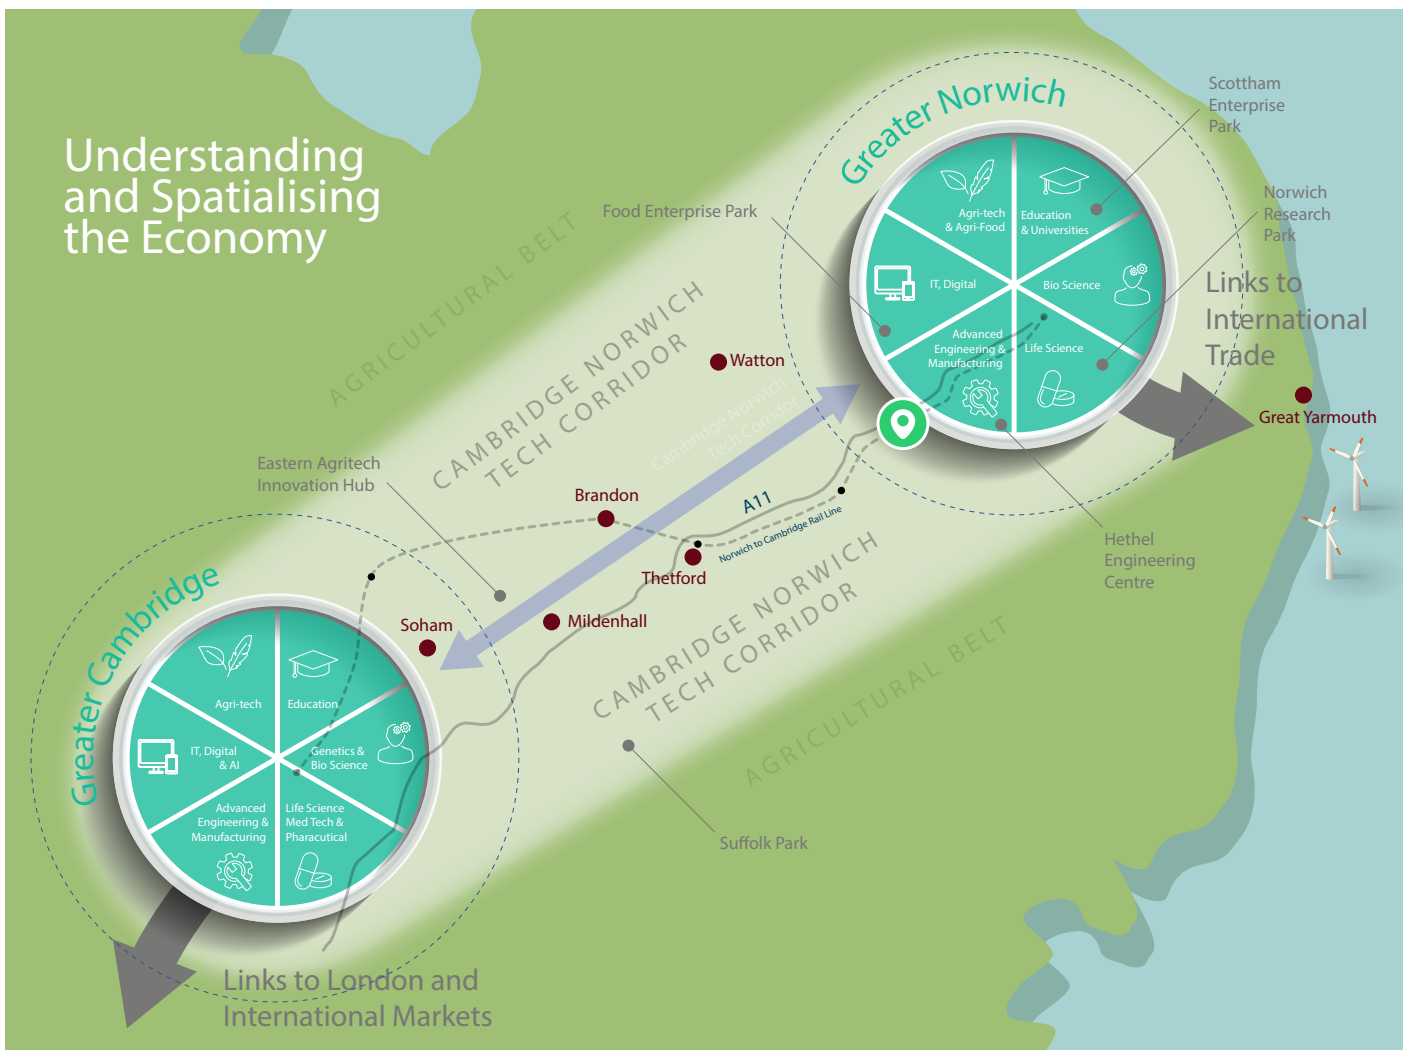 Understanding
and Spatialising
the Economy
Greater Norwich
Scottham
Enterprise
Park
Norwich
Research
Park
Food Enterprise Park
Agri-tech
& Agri-Food
Education
& Universities
IT, Digital
Bio Science
Advanced
Engineering &
Manufacturing
Life Science
Links to
International
Trade
Great Yarmouth
AGRICULTURAL BELT
CAMBRIDGE NORWICH
TECH CORRIDOR
Watton
Cambridge Norwich
Tech Corridor
Eastern Agritech
Innovation Hub
Brandon
A11
Norwich to Cambridge Rail Line
Thetford
Hethel
Engineering
Centre
Mildenhall
Soham
CAMBRIDGE NORWICH
TECH CORRIDOR
AGRICULTURAL BELT
Greater Cambridge
Agri-tech
Education
IT, Digital
& AI
Genetics &
Bio Science
Advanced
Engineering &
Manufacturing
Life Science
Med Tech &
Pharacutical
Suffolk Park
Links to London and
International Markets